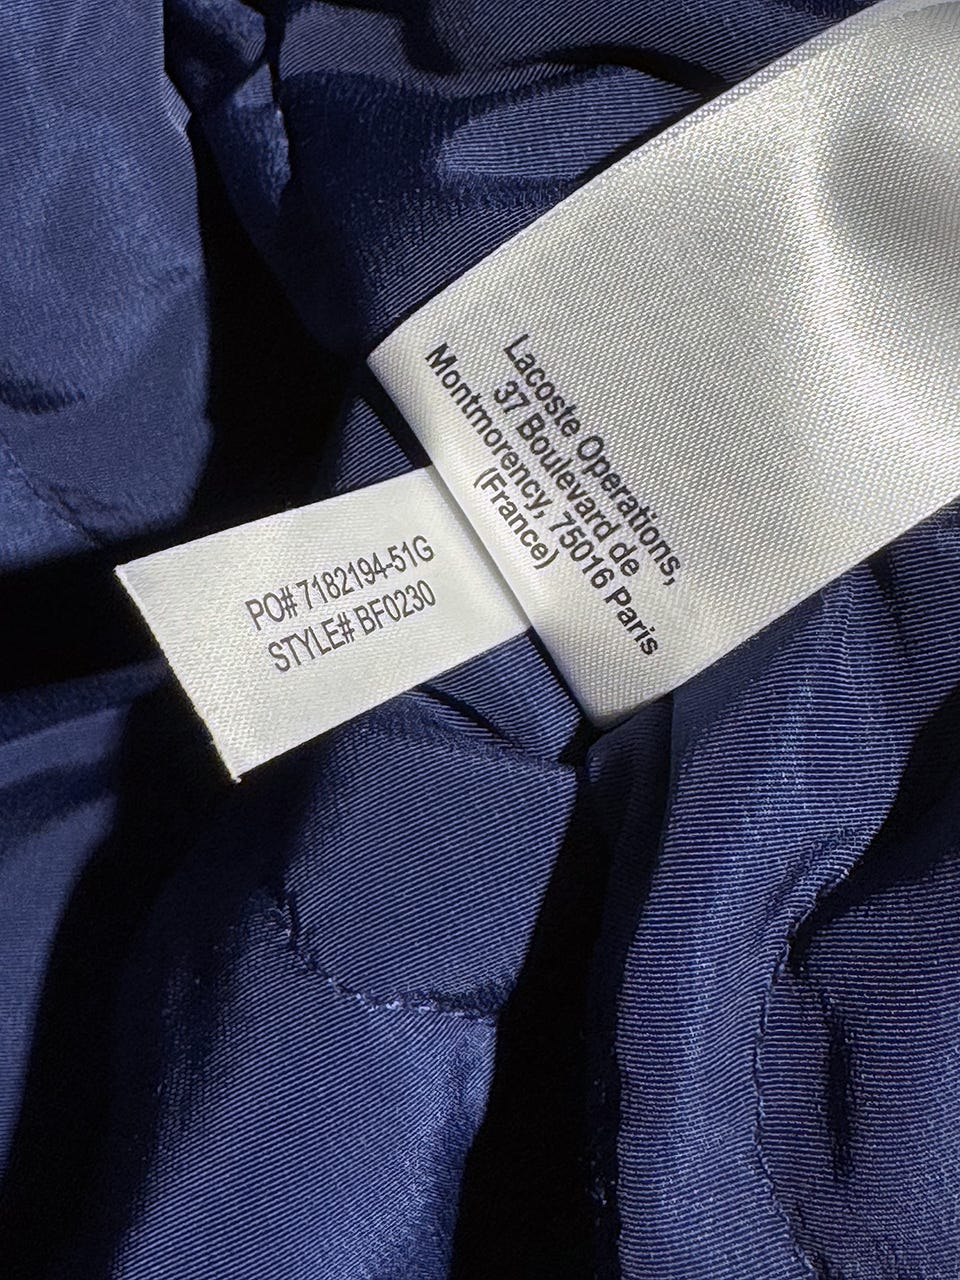 Lacoste Operations,
37 Boulevard de
Montmorency, 75016 Paris
(France)
PO# 7182194-51G
STYLE# BF0230